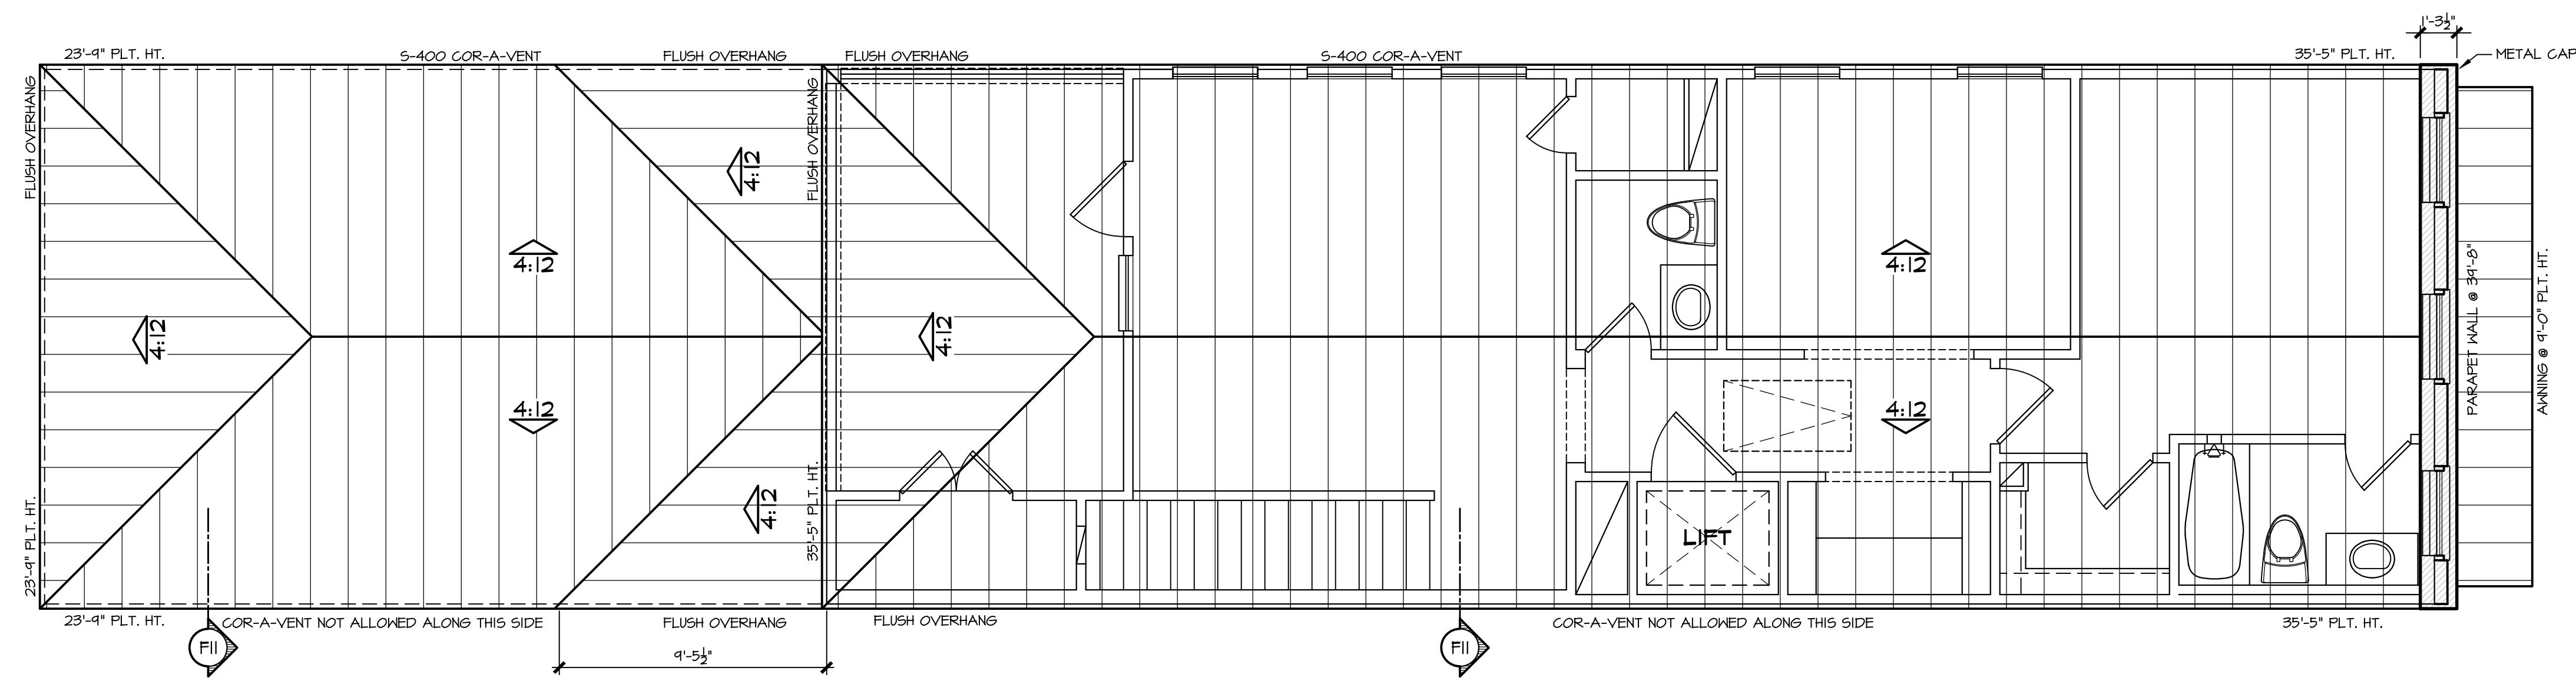 1'-3½"
23'-9" PLT. HT.
S-400 COR-A-VENT
FLUSH OVERHANG
FLUSH OVERHANG
S-400 COR-A-VENT
35'-5" PLT. HT.
METAL CAP
FLUSH OVERHANG
FLUSH OVERHANG
4:12
4:12
4:12
4:12
4:12
4:12
4:12
4:12
PARAPET WALL @ 39'-8"
AWNING @ 9'-0" PLT. HT.
23'-9" PLT. HT.
35'-5" PLT. HT.
LIFT
23'-9" PLT. HT.
COR-A-VENT NOT ALLOWED ALONG THIS SIDE
FLUSH OVERHANG
FLUSH OVERHANG
COR-A-VENT NOT ALLOWED ALONG THIS SIDE
35'-5" PLT. HT.
F11
9'-5½"
F11